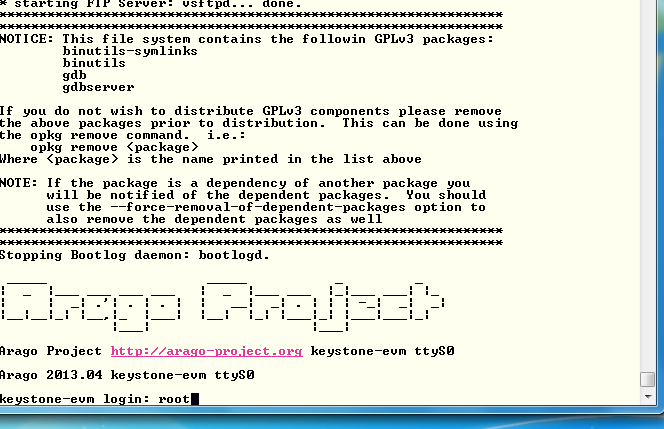 * starting FTP Server: vsftpd... done.
***************************************************************
***************************************************************
NOTICE: This file system contains the followin GPLv3 packages:
binutils-symlinks
binutils
gdb
gdbserver
If you do not wish to distribute GPLv3 components please remove
the above packages prior to distribution.  This can be done using
the opkg remove command.  i.e.:
opkg remove <package>
Where <package> is the name printed in the list above
NOTE: If the package is a dependency of another package you
will be notified of the dependent packages.  You should
use the --force-removal-of-dependent-packages option to
also remove the dependent packages as well
***************************************************************
***************************************************************
Stopping Bootlog daemon: bootlogd.
Arago Project
Arago Project http://arago-project.org keystone-evm ttyS0
Arago 2013.04 keystone-evm ttyS0
keystone-evm login: root